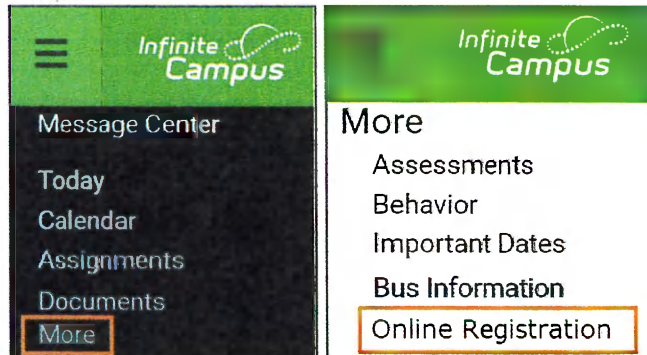 Infinite
Campus
Message Center
Today
Calendar
Assignments
Documents
More
Infinite
Campus
More
Assessments
Behavior
Important Dates
Bus Information
Online Registration